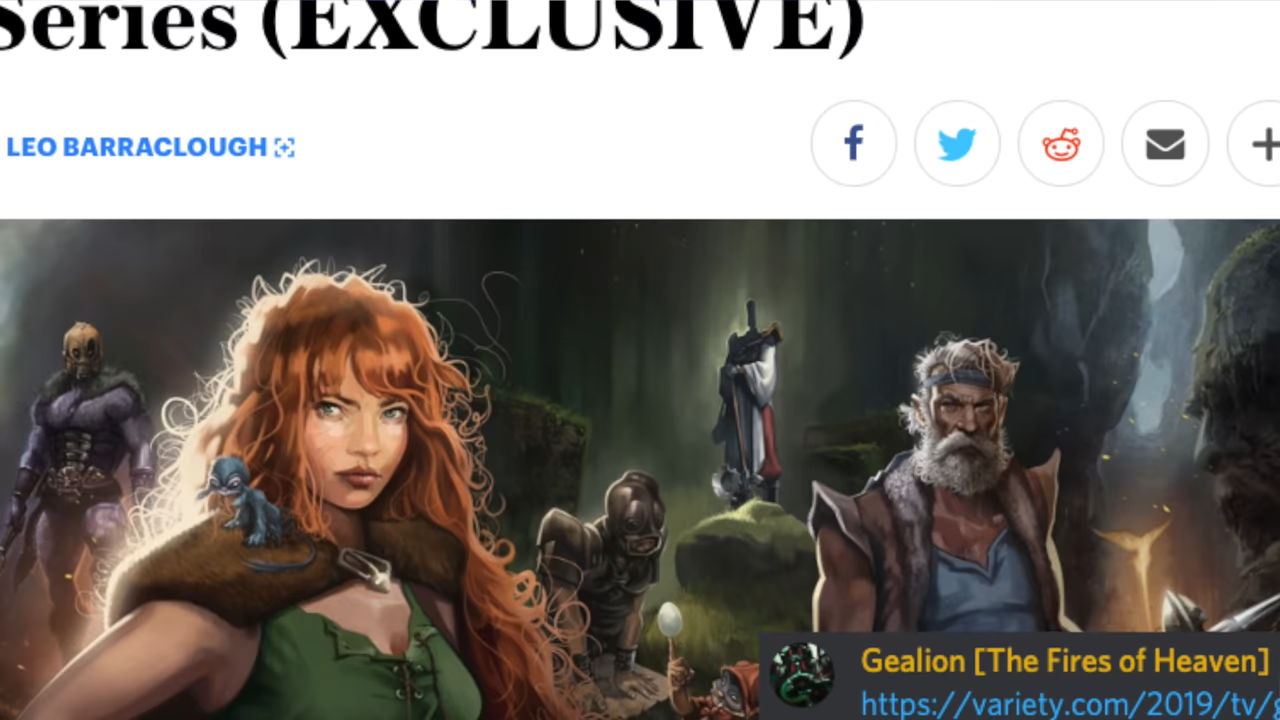 Series (EXCLUSIVE)
LEO BARRACLOUGH
Gealion [The Fires of Heaven]
https://variety.com/2019/tv/